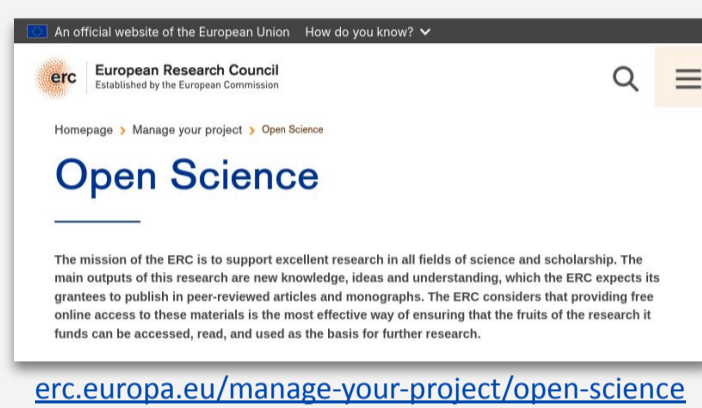 An official website of the European Union How do you know?
erc
European Research Council
Established by the European Commission
Homepage > Manage your project > Open Science
Open Science
The mission of the ERC is to support excellent research in all fields of science and scholarship. The
main outputs of this research are new knowledge, ideas and understanding, which the ERC expects its
grantees to publish in peer-reviewed articles and monographs. The ERC considers that providing free
online access to these materials is the most effective way of ensuring that the fruits of the research it
funds can be accessed, read, and used as the basis for further research.
erc.europa.eu/manage-your-project/open-science